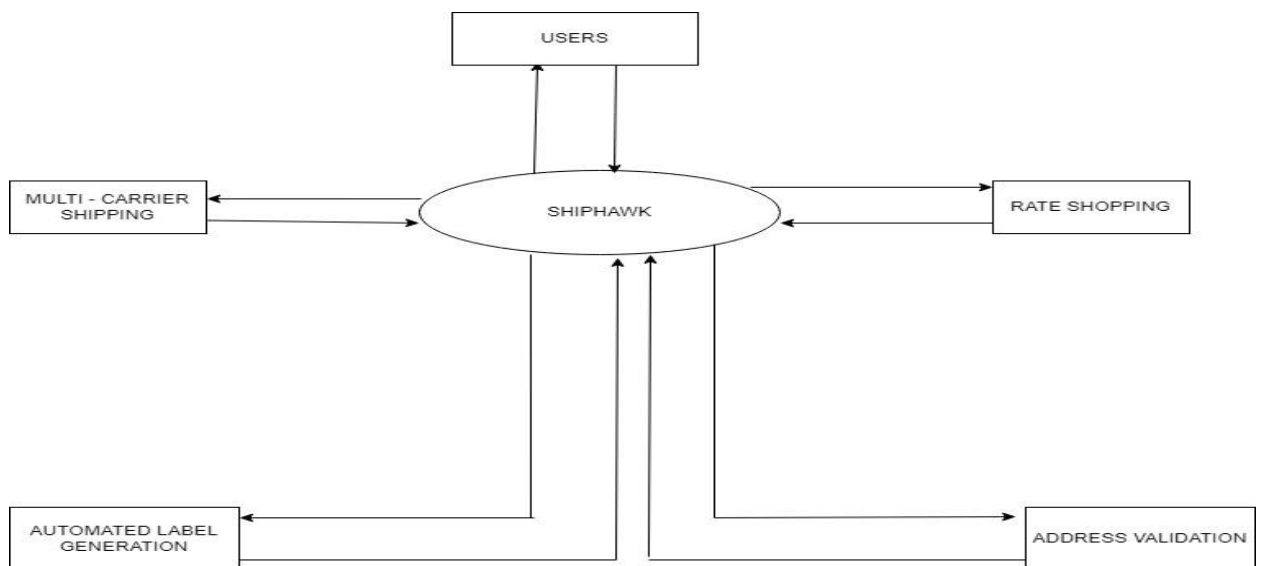 USERS
MULTI - CARRIER
SHIPPING
SHIPHAWK
RATE SHOPPING
AUTOMATED LABEL
GENERATION
ADDRESS VALIDATION